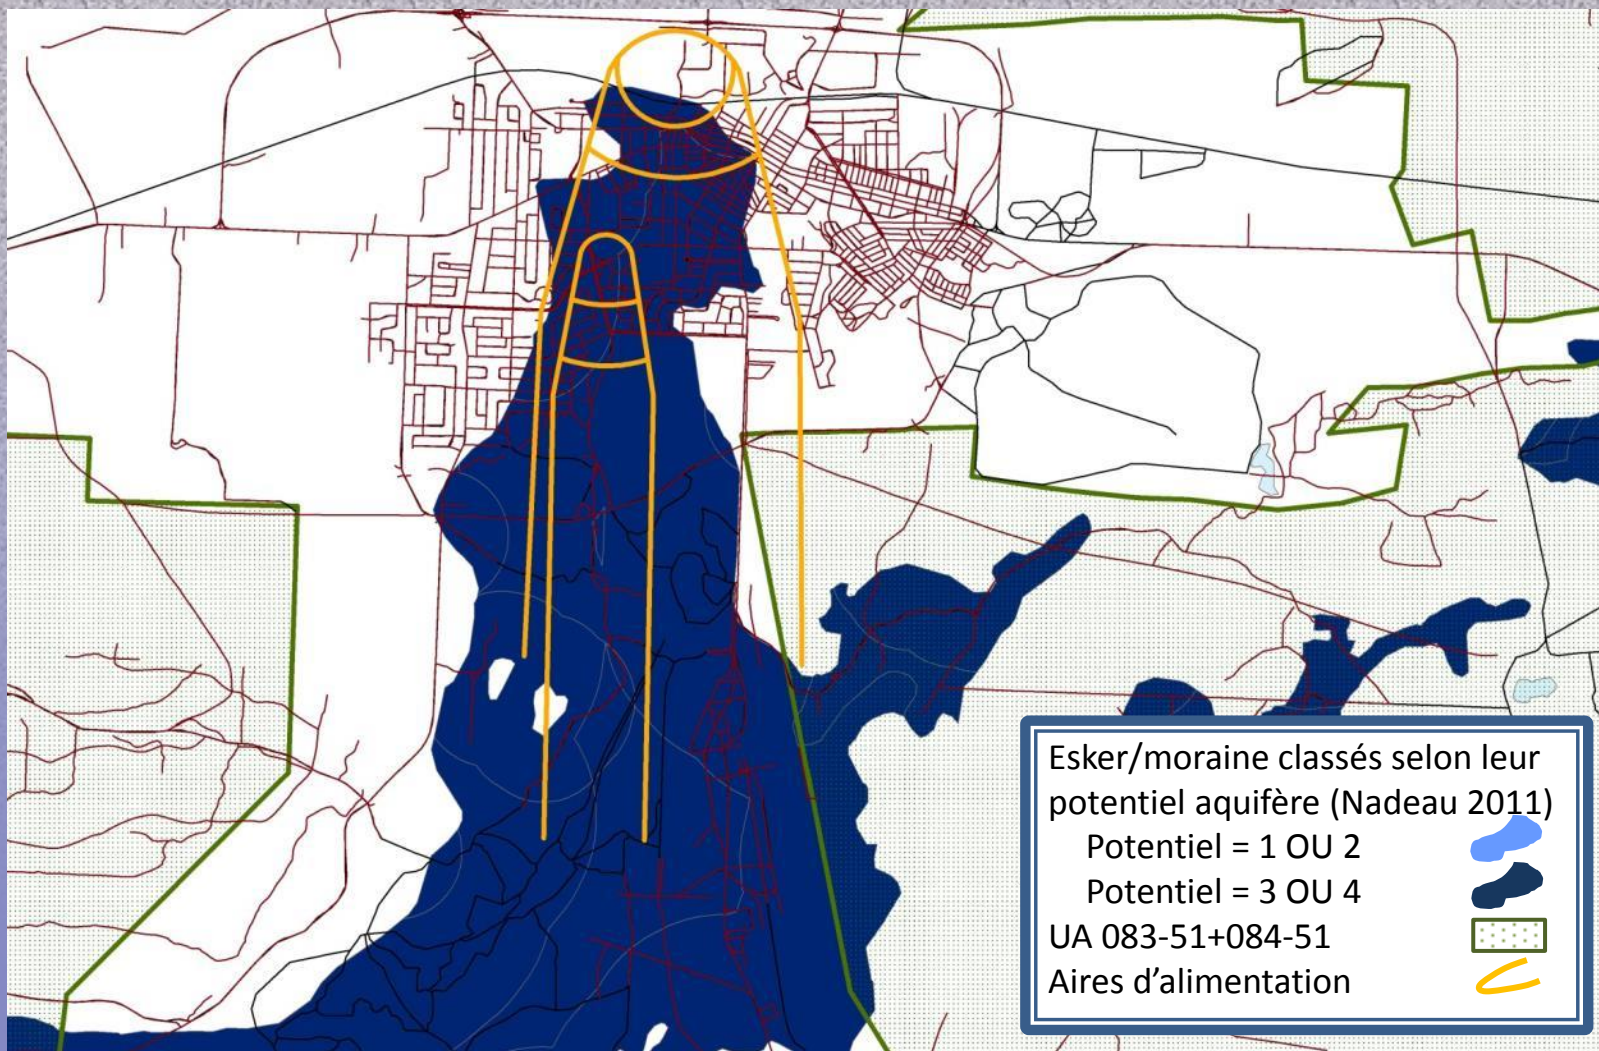 Esker/moraine classés selon leur
potentiel aquifère (Nadeau 2011)
Potentiel = 1 OU 2
Potentiel = 3 OU 4
UA 083-51+084-51
Aires d’alimentation